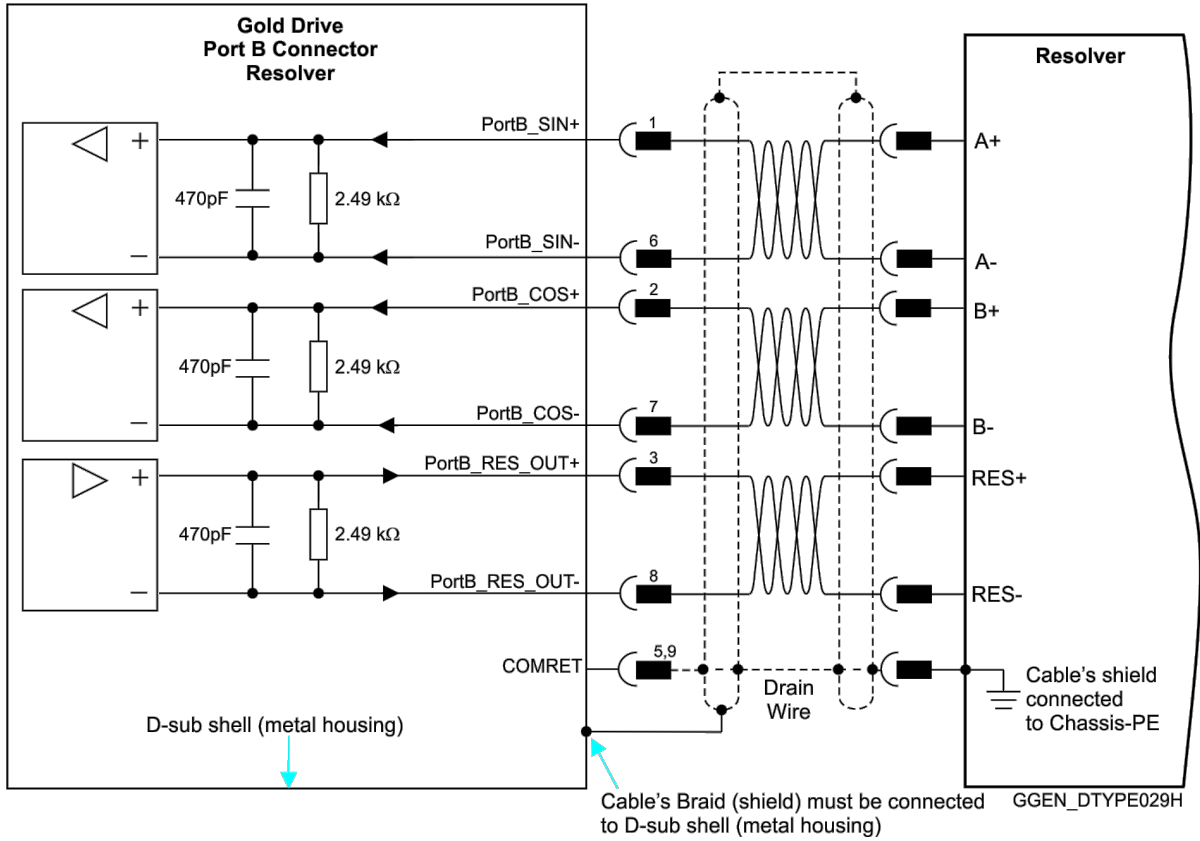 Gold Drive
Port B Connector
Resolver
Resolver
PortB_SIN+
1
+
A+
470pF
2.49 kΩ
PortB_SIN-
6
−
A-
PortB_COS+
2
+
B+
470pF
2.49 kΩ
PortB_COS-
7
−
B-
PortB_RES_OUT+
3
+
RES+
470pF
2.49 kΩ
PortB_RES_OUT-
8
−
RES-
COMRET
5,9
Drain
Wire
Cable's shield
connected
to Chassis-PE
D-sub shell (metal housing)
Cable's Braid (shield) must be connected
to D-sub shell (metal housing)
GGEN_DTYPE029H